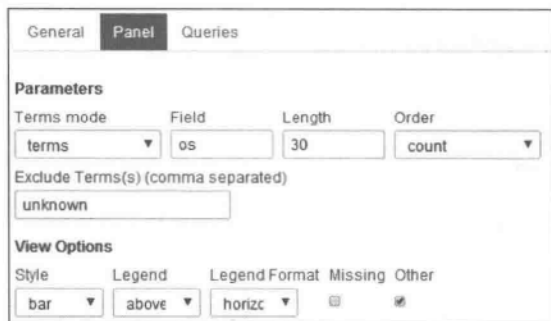 General Panel Queries
Parameters
Terms mode Field Length Order
terms os 30 count
Exclude Terms(s) (comma separated)
unknown
View Options
Style Legend Legend Format Missing Other
bar above horizc